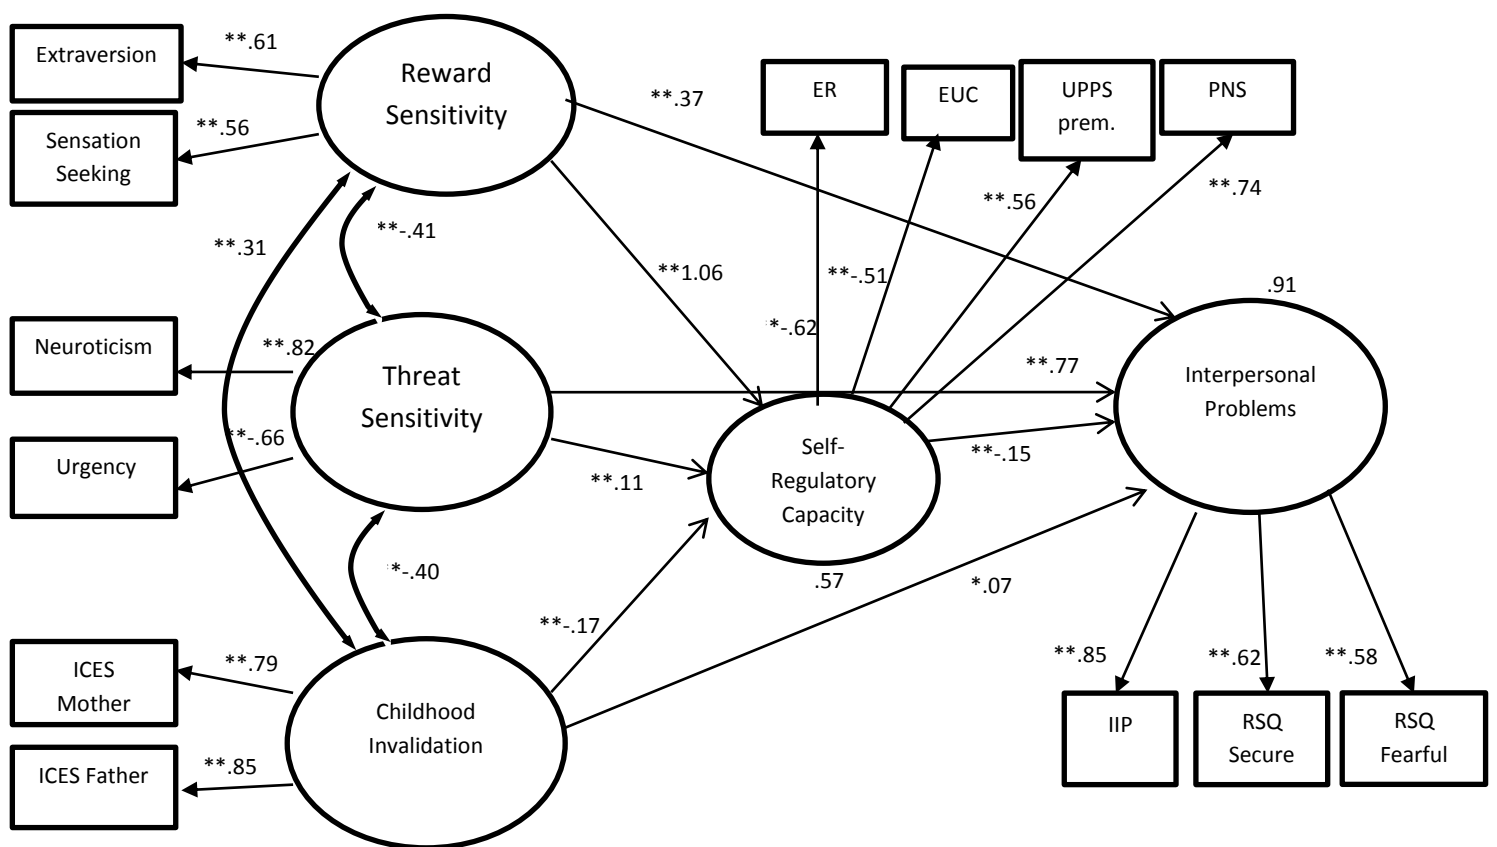 Extraversion
**.61
Sensation
Seeking
**.56
Reward
Sensitivity
**.37
ER
EUC
UPPS
prem.
PNS
**.31
**-.41
**1.06
**-.51
*-.62
**.56
**.74
Neuroticism
**.82
Urgency
**-.66
Threat
Sensitivity
**.77
.91
Interpersonal
Problems
**.11
Self-
Regulatory
Capacity
.57
**-.15
*-.40
**-.17
*.07
ICES
Mother
**.79
ICES Father
**.85
Childhood
Invalidation
**.85
**.62
**.58
IIP
RSQ
Secure
RSQ
Fearful